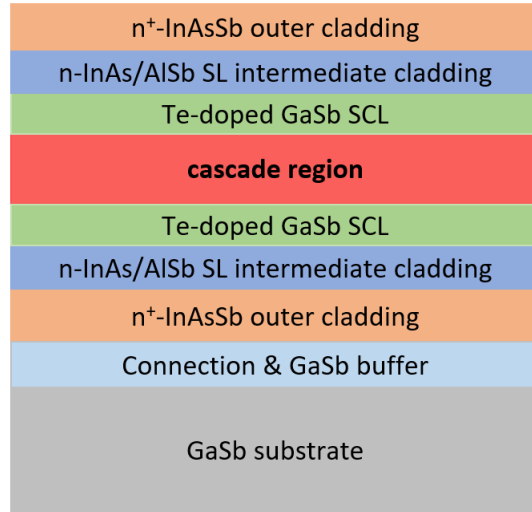 n⁺-InAsSb outer cladding
n-InAs/AlSb SL intermediate cladding
Te-doped GaSb SCL
cascade region
Te-doped GaSb SCL
n-InAs/AlSb SL intermediate cladding
n⁺-InAsSb outer cladding
Connection & GaSb buffer
GaSb substrate